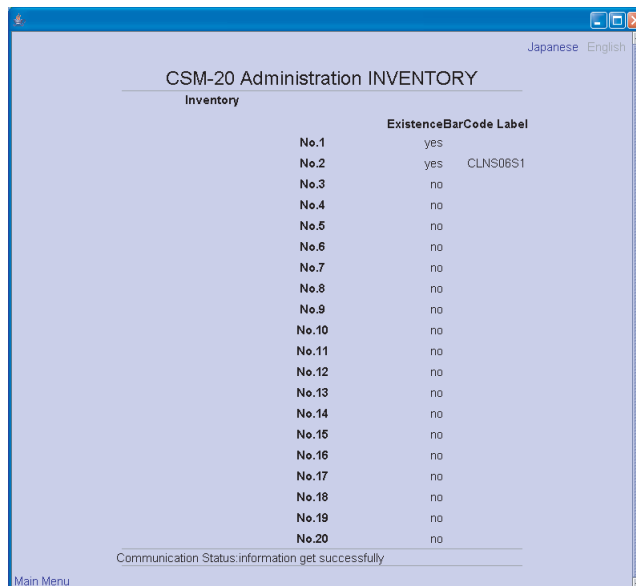 Japanese English
CSM-20 Administration INVENTORY
Inventory
ExistenceBarCode Label
No.1 yes
No.2 yes CLNS06S1
No.3 no
No.4 no
No.5 no
No.6 no
No.7 no
No.8 no
No.9 no
No.10 no
No.11 no
No.12 no
No.13 no
No.14 no
No.15 no
No.16 no
No.17 no
No.18 no
No.19 no
No.20 no
Communication Status:information get successfully
Main Menu